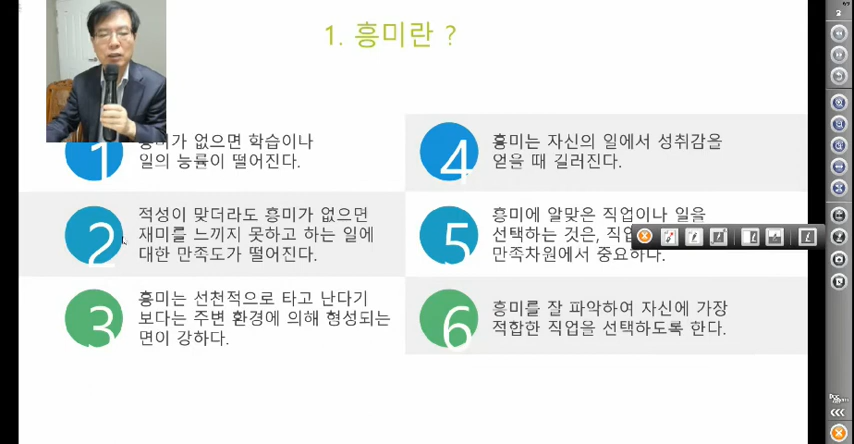 1. 흥미란 ?
1
흥미가 없으면 학습이나
일의 능률이 떨어진다.
2
적성이 맞더라도 흥미가 없으면
재미를 느끼지 못하고 하는 일에
대한 만족도가 떨어진다.
3
흥미는 선천적으로 타고 난다기
보다는 주변 환경에 의해 형성되는
면이 강하다.
4
흥미는 자신의 일에서 성취감을
얻을 때 길러진다.
5
흥미에 알맞은 직업이나 일을
선택하는 것은,
만족차원에서 중요하다.
6
흥미를 잘 파악하여 자신에 가장
적합한 직업을 선택하도록 한다.
2